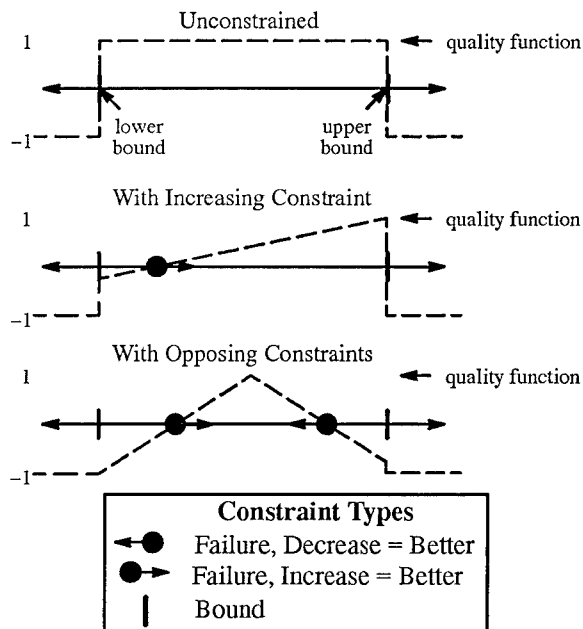 Unconstrained
1
quality function
lower
bound
upper
bound
−1
With Increasing Constraint
1
quality function
−1
With Opposing Constraints
1
quality function
−1
Constraint Types
Failure, Decrease = Better
Failure, Increase = Better
Bound